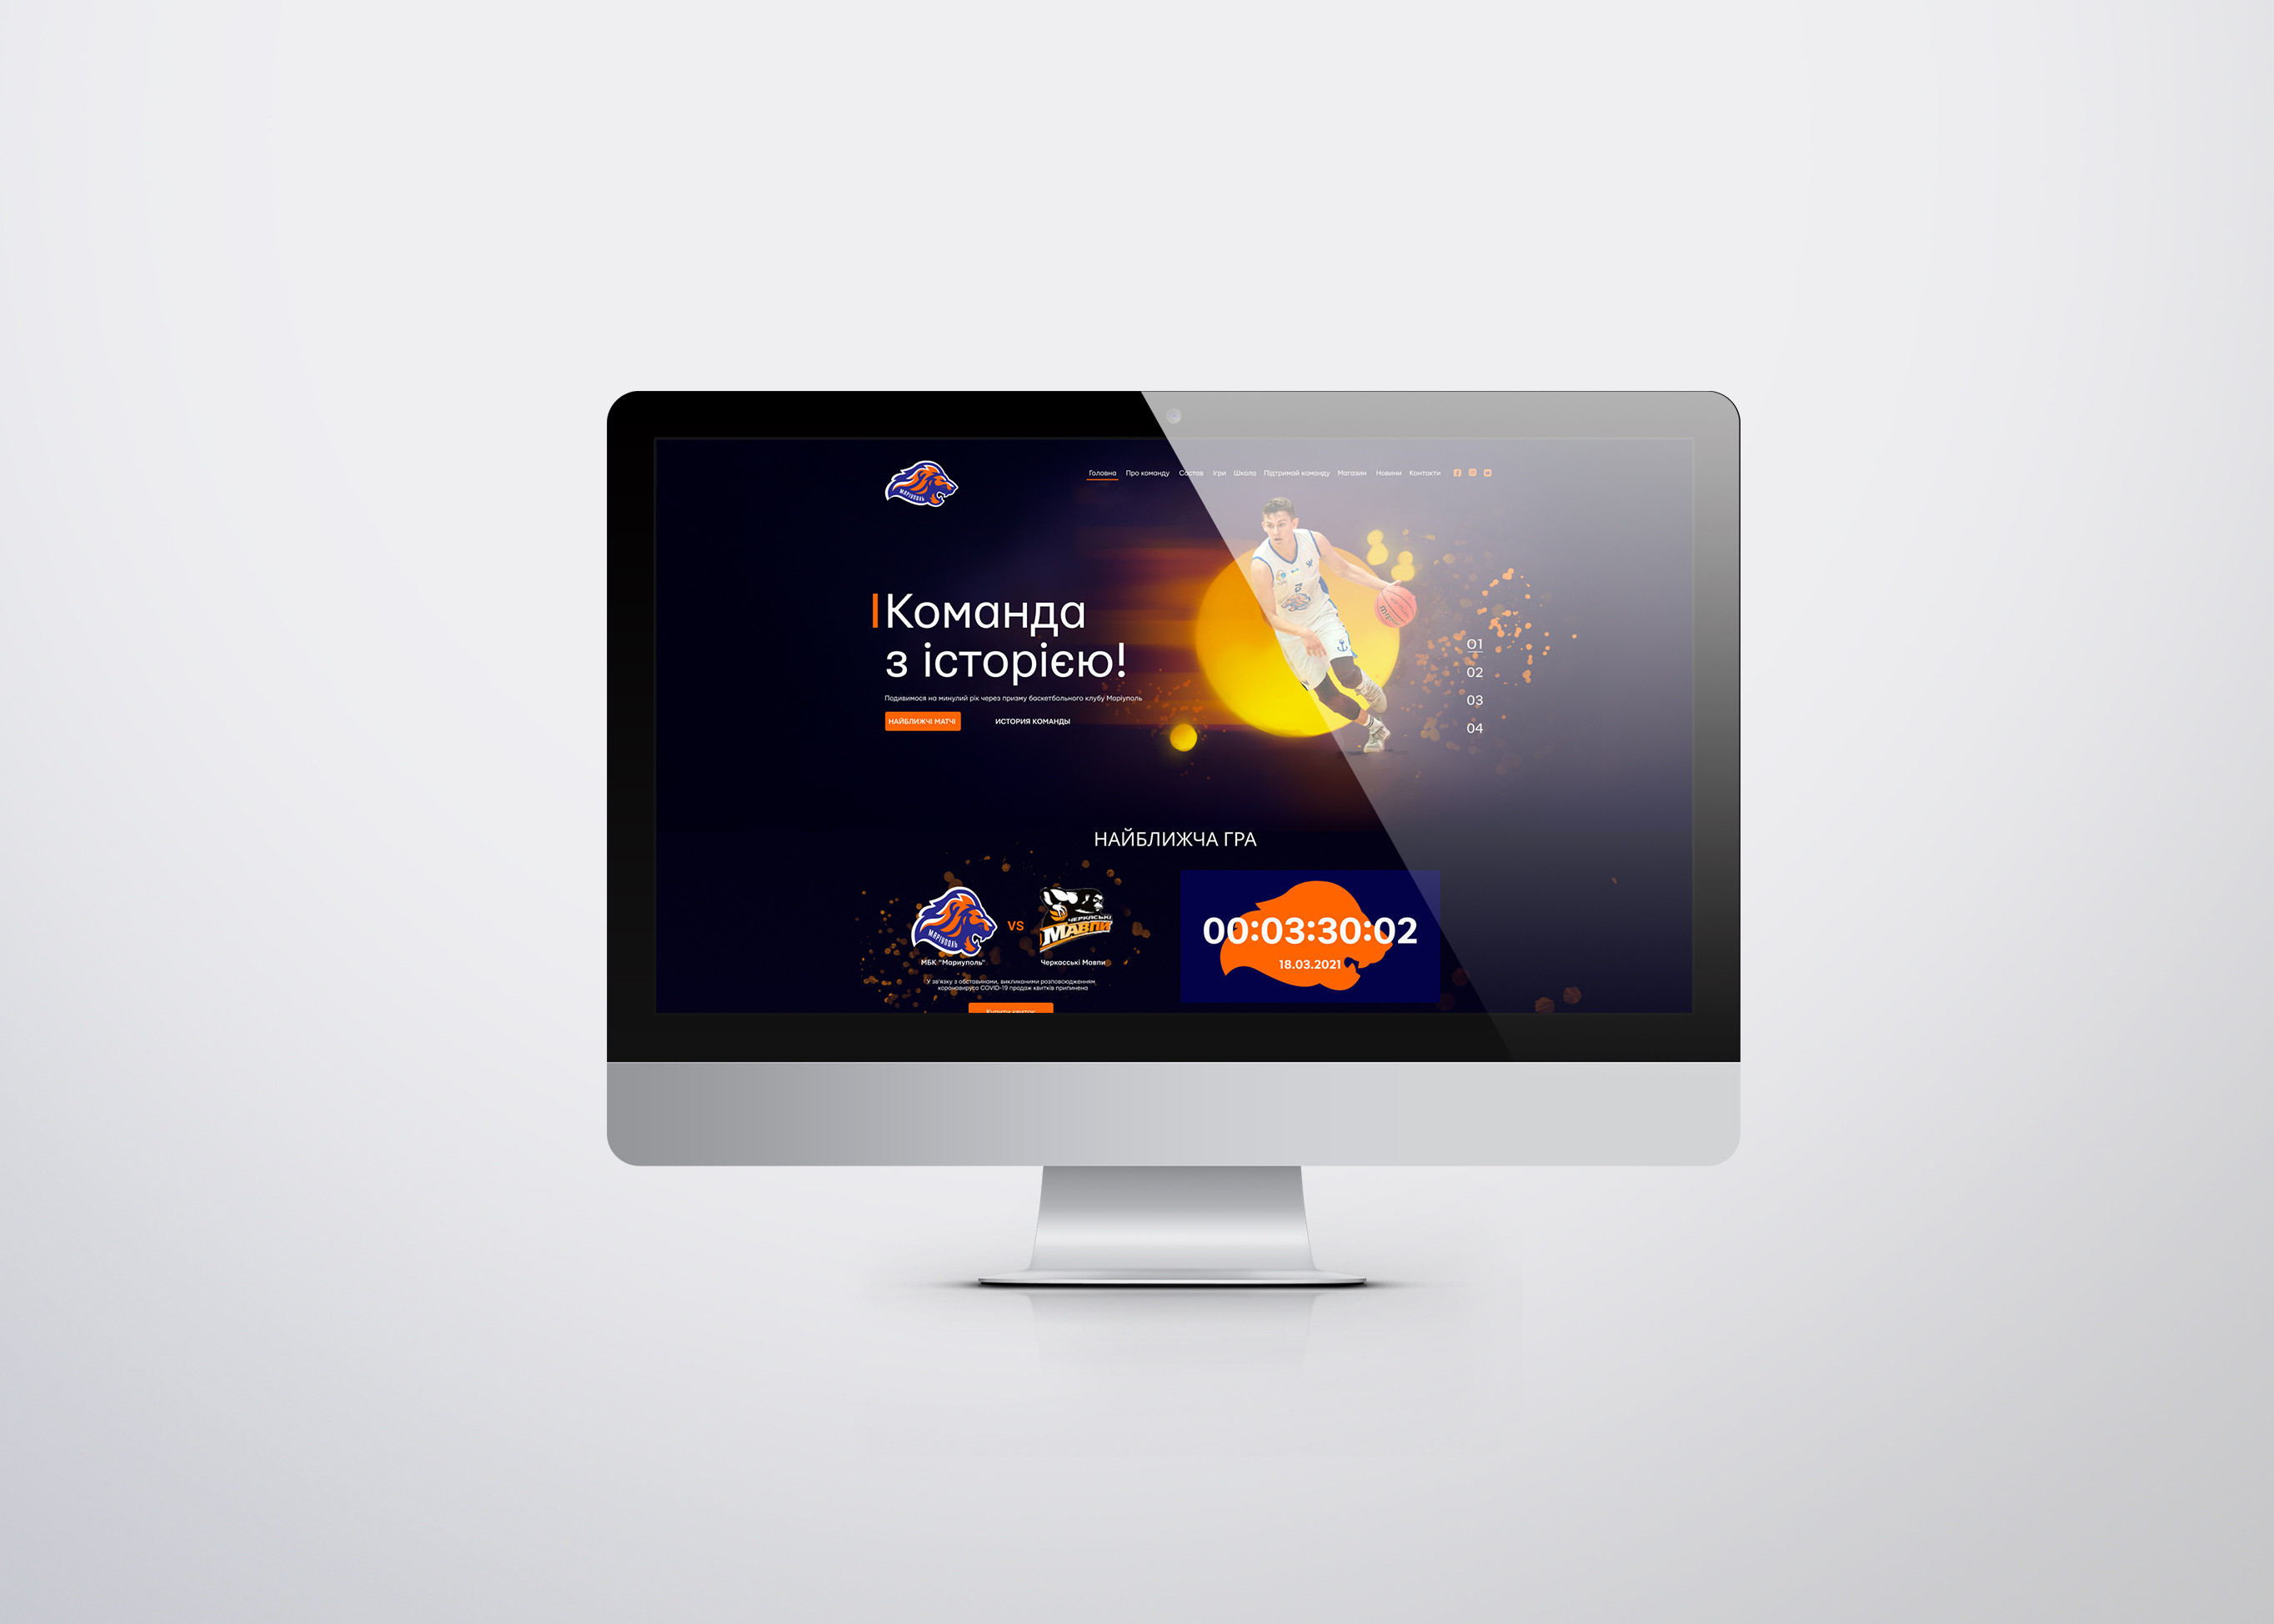 Маріуполь
Головна Про команду Состав Ігри Школа Підтримай команду Магазин Новини Контакти
Команда
з історією!
Подивимося на минулий рік через призму баскетбольного клубу Маріуполь
НАЙБЛИЖЧІ МАТЧІ ИСТОРИЯ КОМАНДЫ
01
02
03
04
НАЙБЛИЖЧА ГРА
Маріуполь
VS
ЧЕРКАСЬКІ
МАВПИ
МБК "Мариуполь"
Черкасські Мавпи
У зв'язку з обставинами, викликаними розповсюдженням
коронавируса COVID-19 продаж квитків припинена
Купити квиток
00:03:30:02
18.03.2021